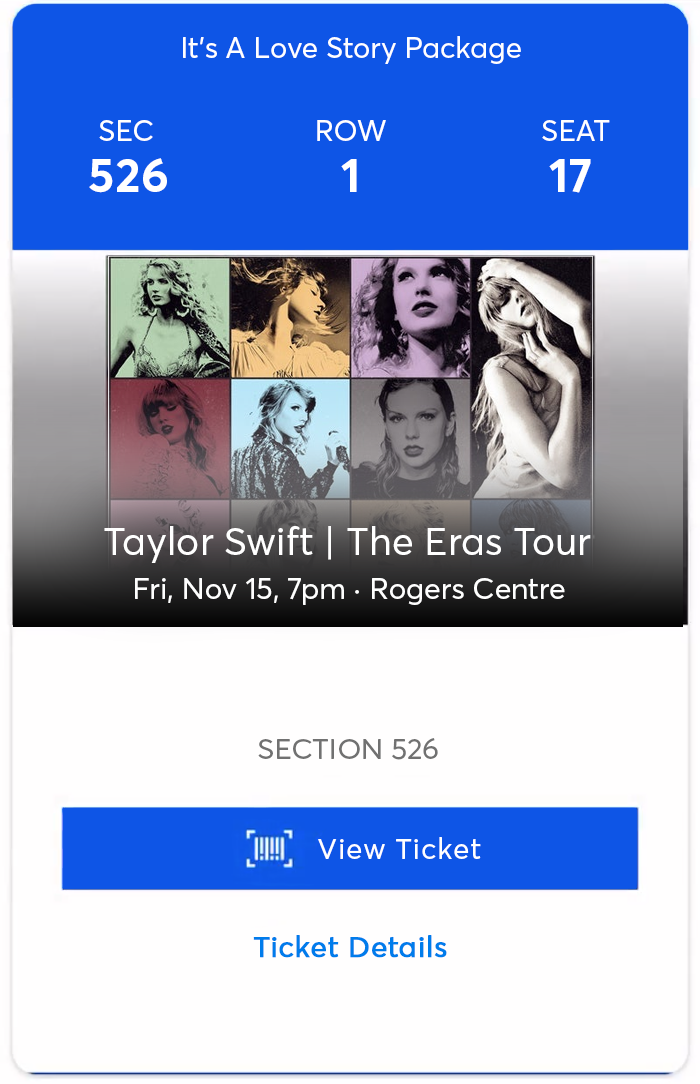 It's A Love Story Package
SEC ROW SEAT
526 1 17
Taylor Swift | The Eras Tour
Fri, Nov 15, 7pm · Rogers Centre
SECTION 526
View Ticket
Ticket Details